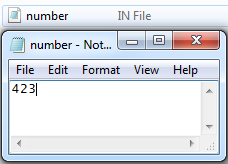 number IN File
number - Not...
File Edit Format View Help
423